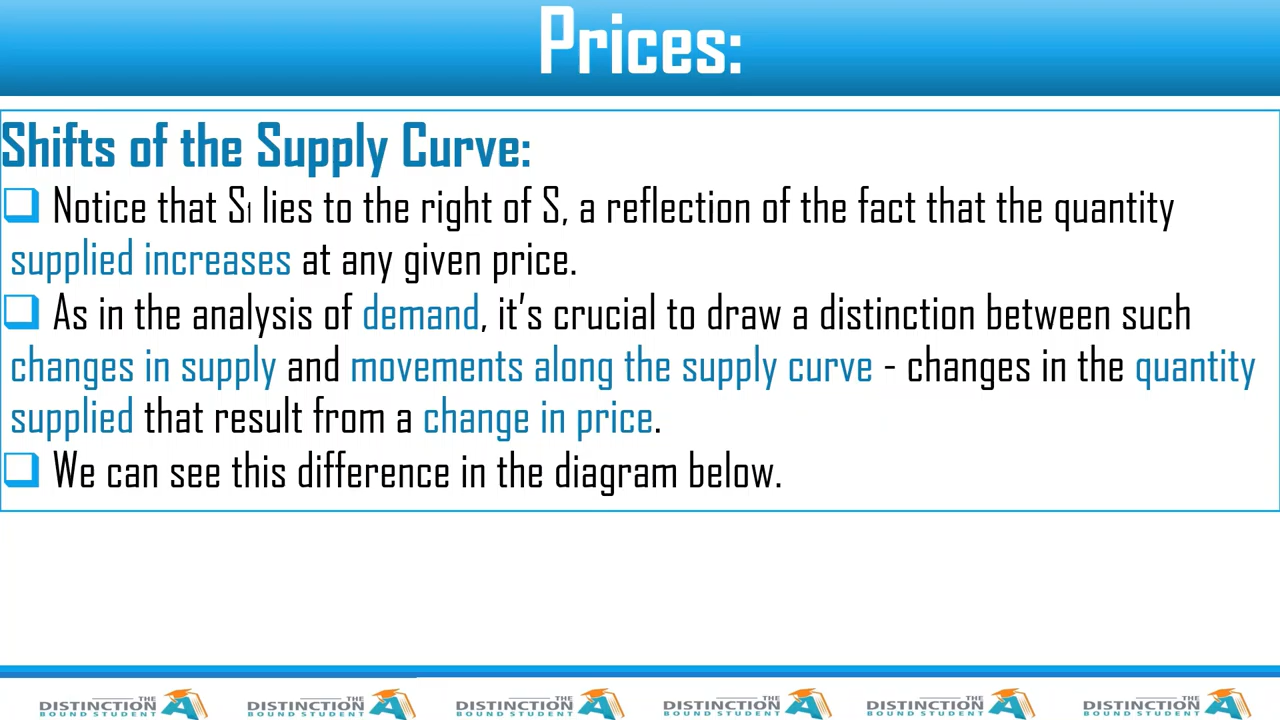 Prices:
Shifts of the Supply Curve:
Notice that S₁ lies to the right of S, a reflection of the fact that the quantity
supplied increases at any given price.
As in the analysis of demand, it’s crucial to draw a distinction between such
changes in supply and movements along the supply curve - changes in the quantity
supplied that result from a change in price.
We can see this difference in the diagram below.
THE DISTINCTION BOUND STUDENT A THE DISTINCTION BOUND STUDENT A THE DISTINCTION BOUND STUDENT A THE DISTINCTION BOUND STUDENT A THE DISTINCTION BOUND STUDENT A THE DISTINCTION BOUND STUDENT A